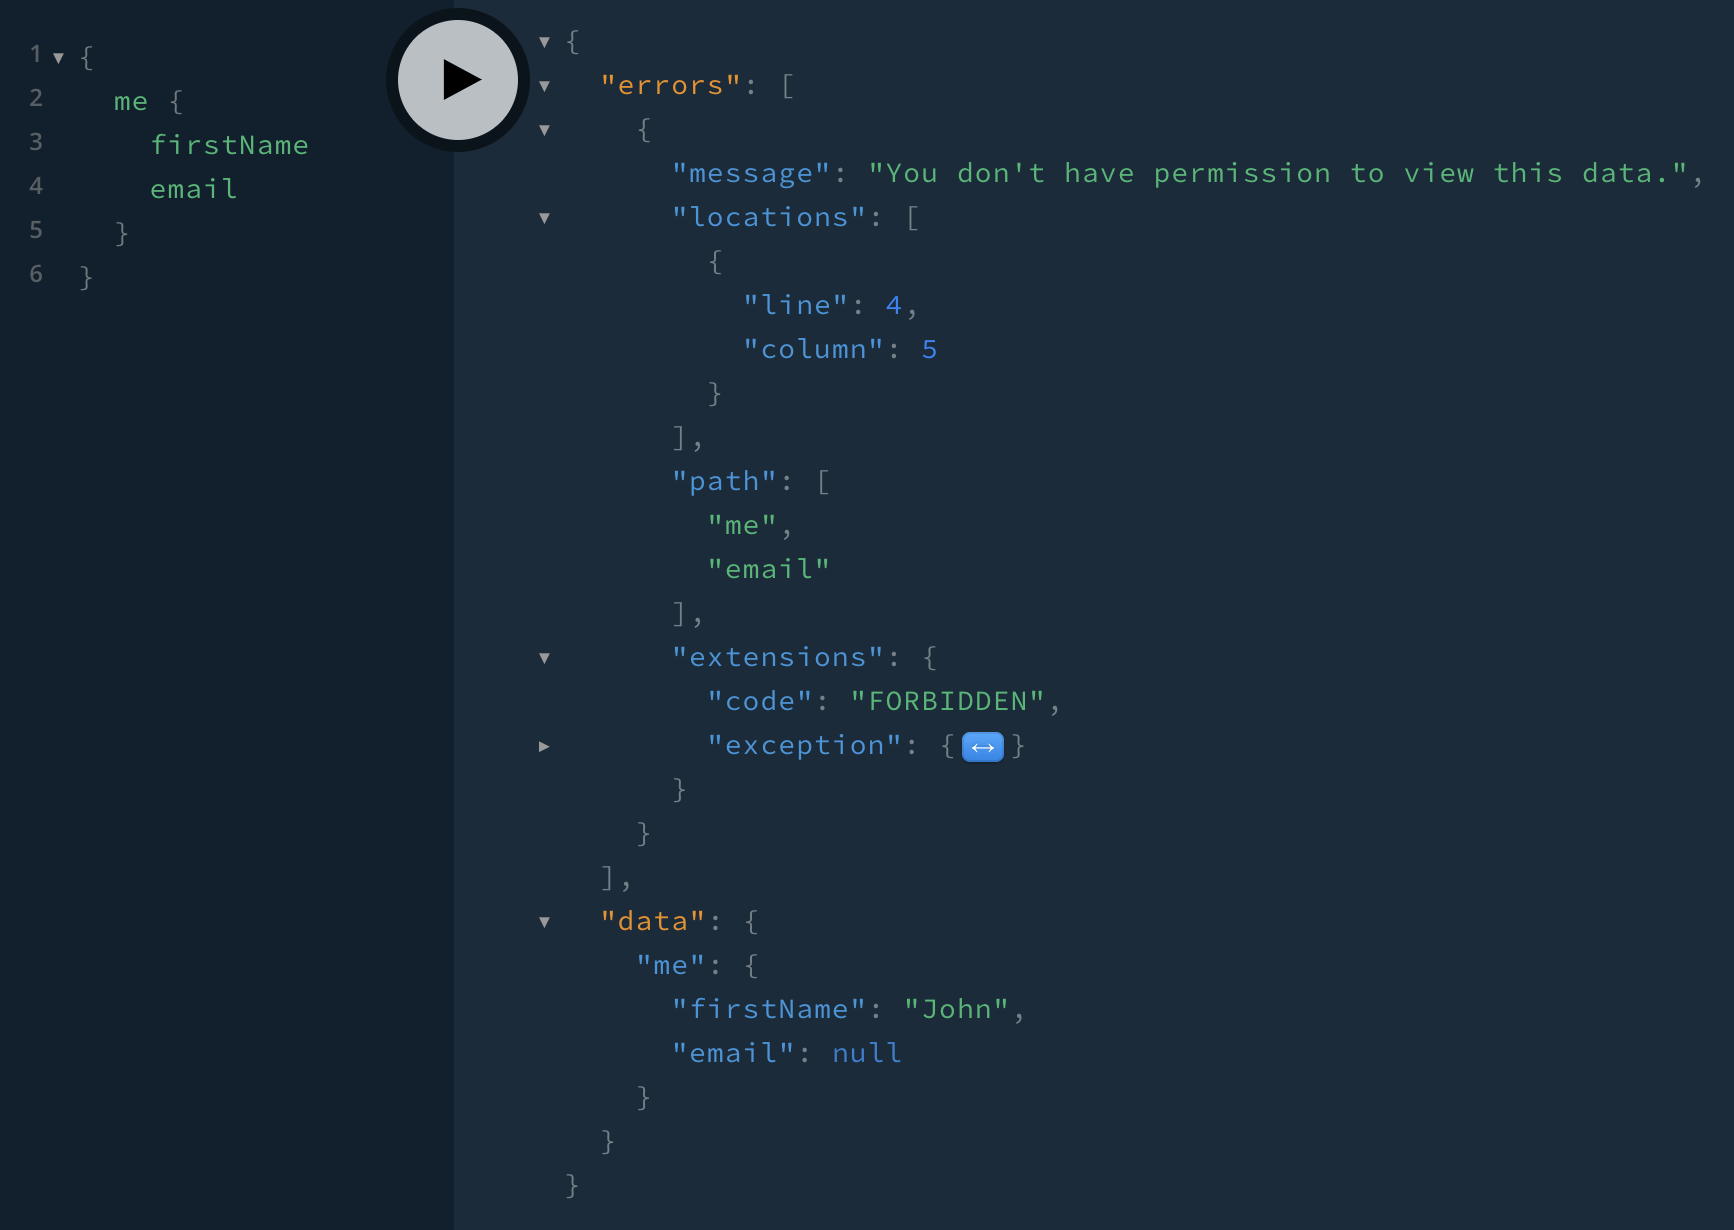 1 {
2 me {
3 firstName
4 email
5 }
6 }
{
"errors": [
{
"message": "You don't have permission to view this data.",
"locations": [
{
"line": 4,
"column": 5
}
],
"path": [
"me",
"email"
],
"extensions": {
"code": "FORBIDDEN",
"exception": {↔}
}
}
],
"data": {
"me": {
"firstName": "John",
"email": null
}
}
}